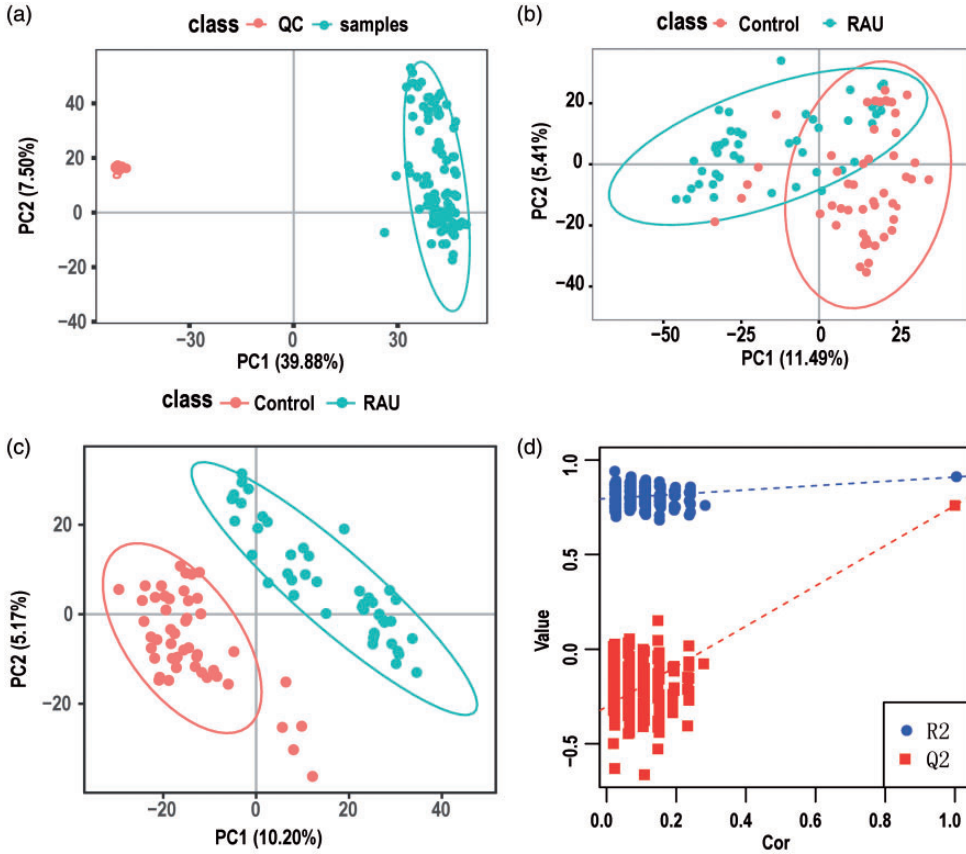 (a)
class QC samples
40
20
0
−20
−40
PC2 (7.50%)
−30
0
30
PC1 (39.88%)
(b)
class Control RAU
20
0
−20
−40
PC2 (5.41%)
−50
−25
0
25
PC1 (11.49%)
(c)
class Control RAU
20
0
−20
PC2 (5.17%)
−20
0
20
40
PC1 (10.20%)
(d)
1.0
0.5
0.0
−0.5
Value
0.0
0.2
0.4
0.6
0.8
1.0
Cor
R2
Q2